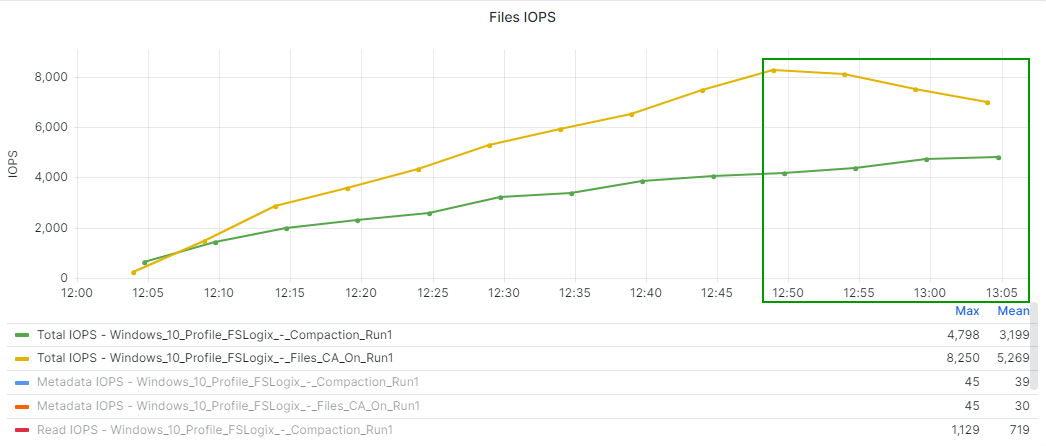 Files IOPS
8,000
6,000
4,000
2,000
0
IOPS
12:00 12:05 12:10 12:15 12:20 12:25 12:30 12:35 12:40 12:45 12:50 12:55 13:00 13:05
Max Mean
Total IOPS - Windows_10_Profile_FSLogix_-_Compaction_Run1 4,798 3,199
Total IOPS - Windows_10_Profile_FSLogix_-_Files_CA_On_Run1 8,250 5,269
Metadata IOPS - Windows_10_Profile_FSLogix_-_Compaction_Run1 45 39
Metadata IOPS - Windows_10_Profile_FSLogix_-_Files_CA_On_Run1 45 30
Read IOPS - Windows_10_Profile_FSLogix_-_Compaction_Run1 1,129 719